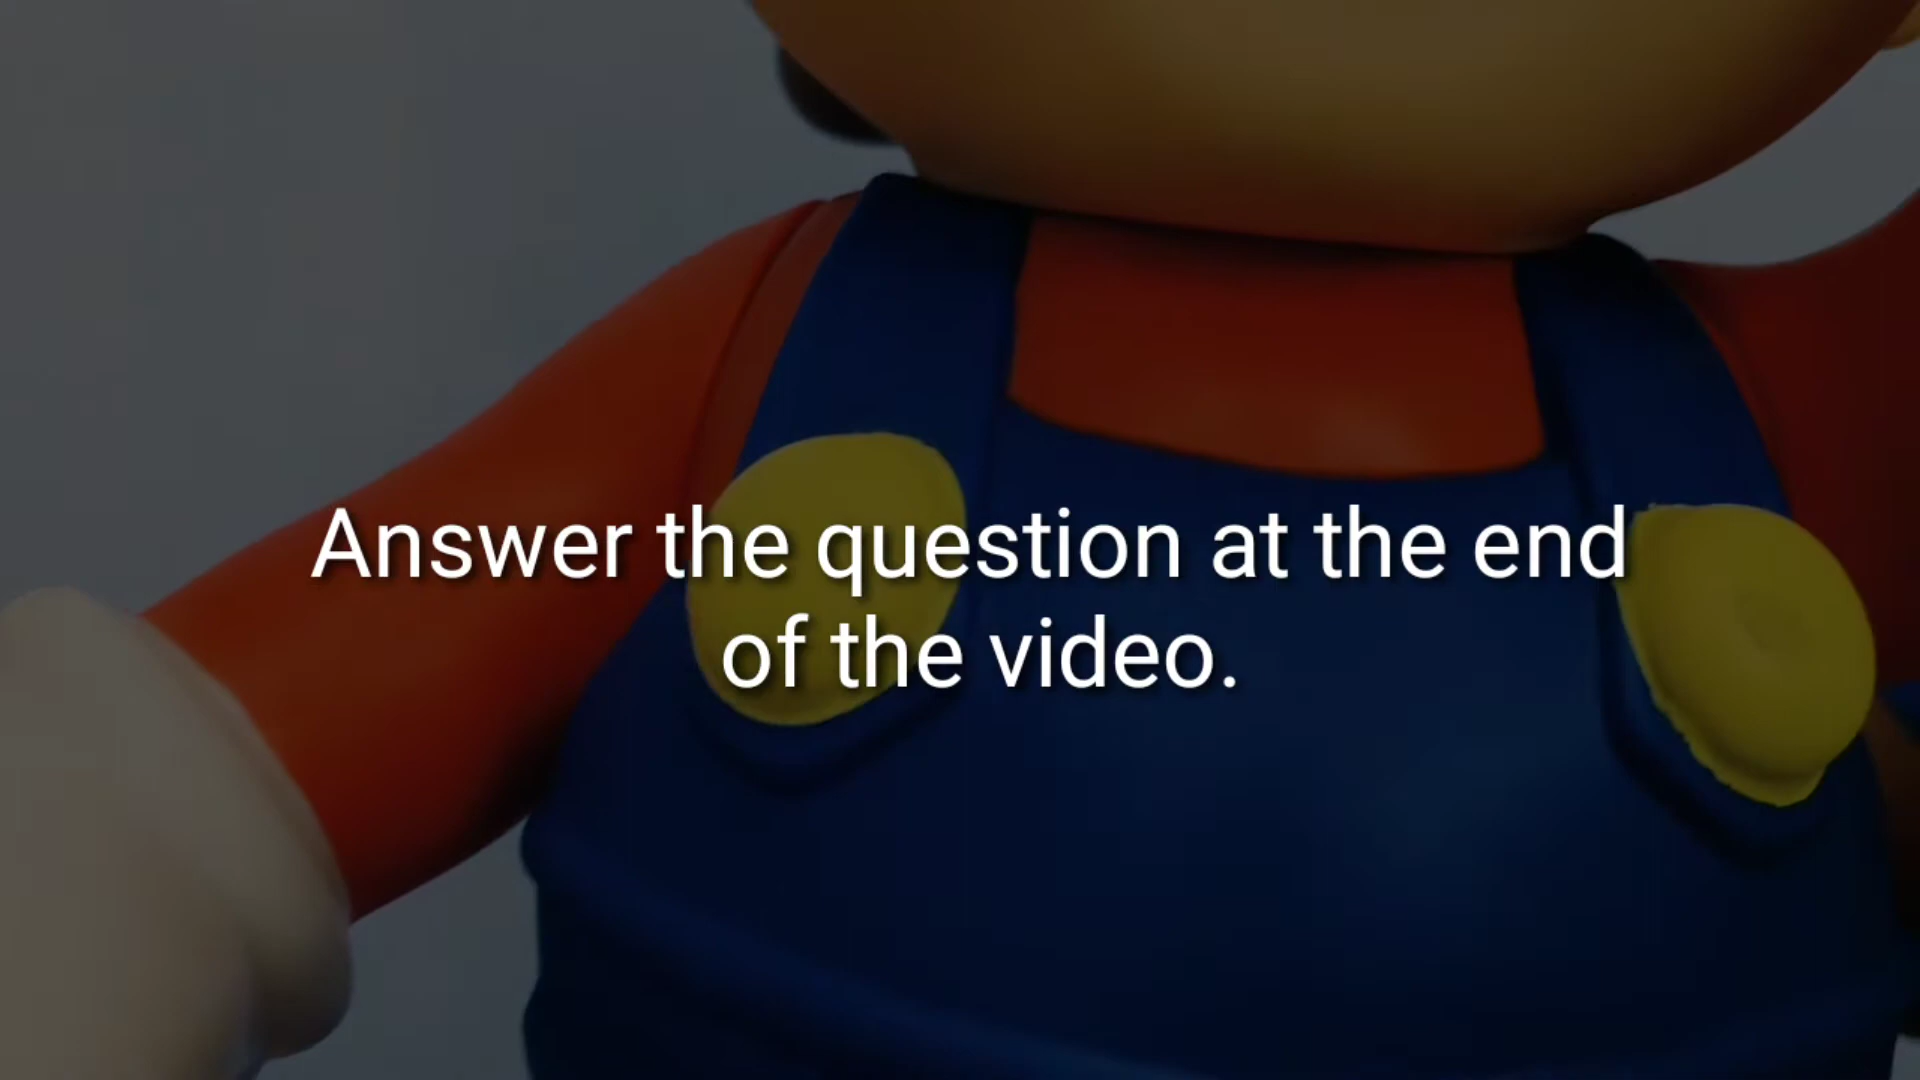 Answer the question at the end
of the video.